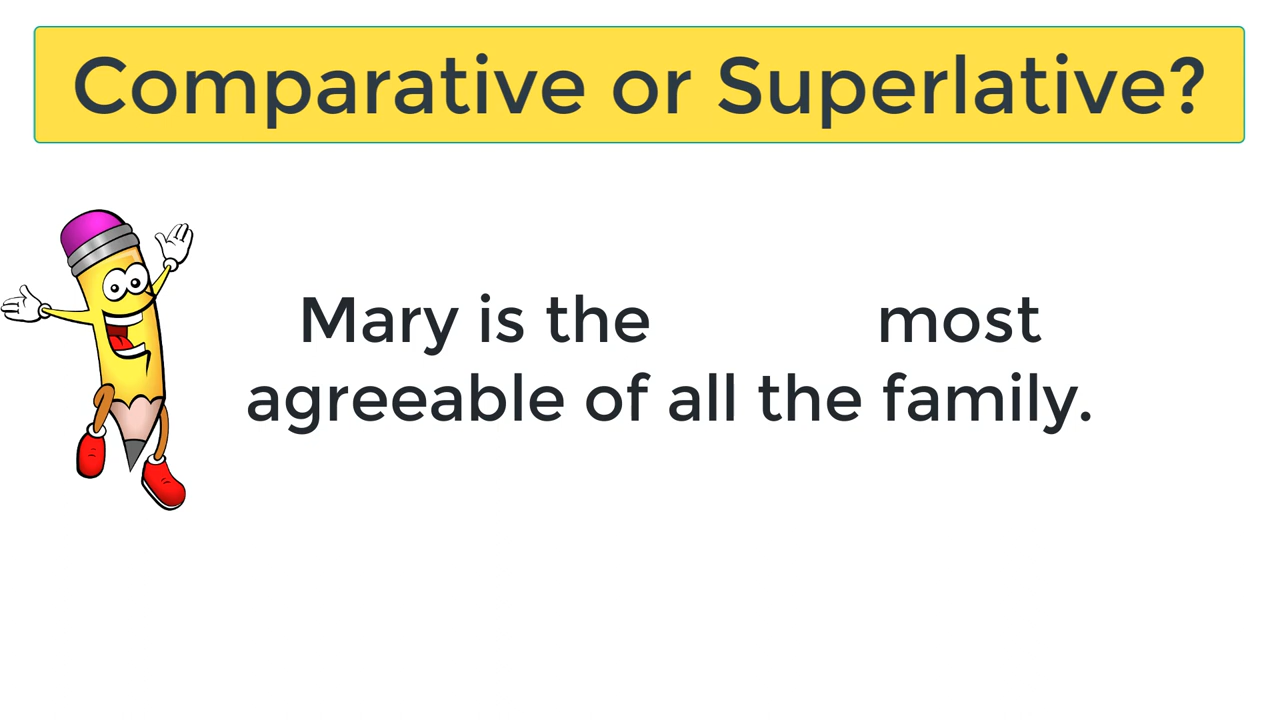 Comparative or Superlative?
Mary is the most
agreeable of all the family.